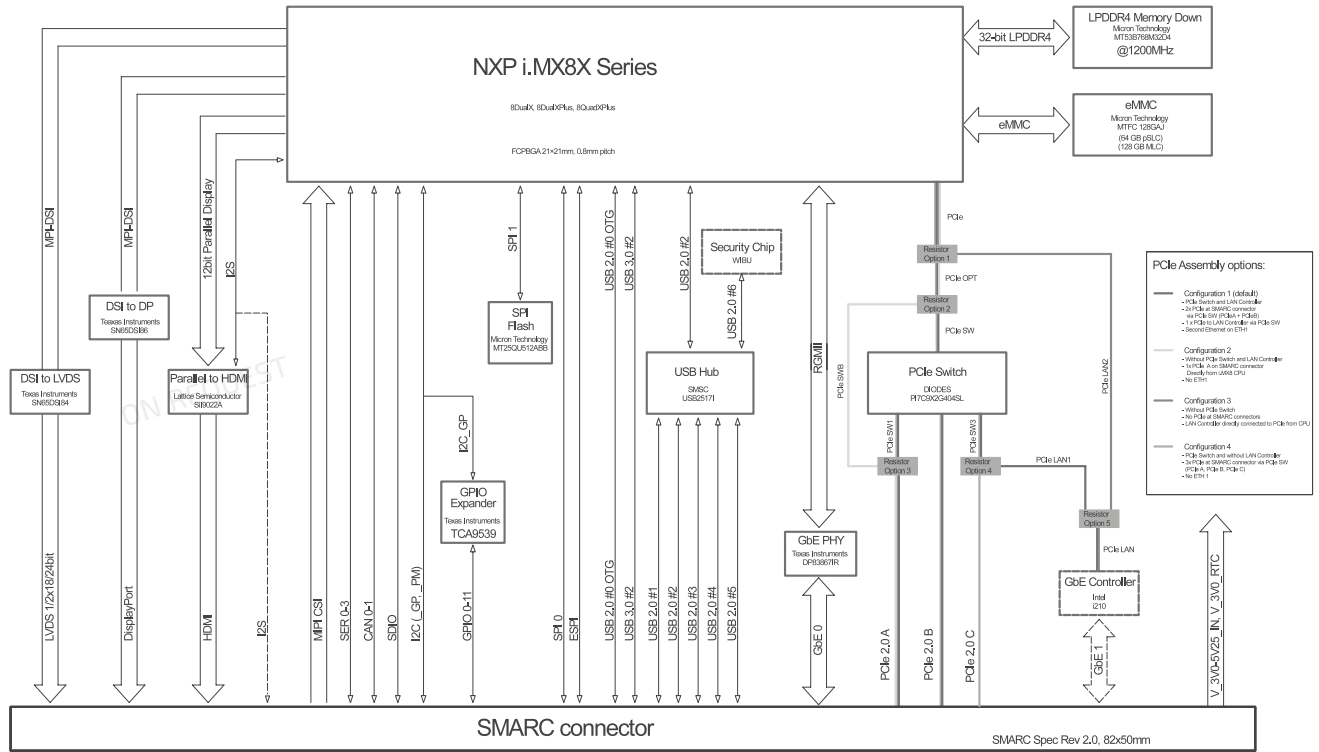 NXP i.MX8X Series
8DualX, 8DualXPlus, 8QuadXPlus
FCPBGA 21×21mm, 0.8mm pitch
32-bit LPDDR4
LPDDR4 Memory Down
Micron Technology
MT53B768M32D4
@1200MHz
eMMC
eMMC
Micron Technology
MTFC 128GAJ
(64 GB pSLC)
(128 GB MLC)
MIPI-DSI
MIPI-DSI
12bit Parallel Display
I2S
SPI 1
USB 2.0 #0 OTG
USB 3.0 #2
USB 2.0 #2
Security Chip
WIBU
USB 2.0 #6
RGMII
PCIe
Resistor
Option 1
PCIe OPT
Resistor
Option 2
PCIe SW
PCIe SWB
PCIe LAN2
DSI to DP
Teaxas Instruments
SN65DSI86
DSI to LVDS
Texas Instruments
SN65DSI84
Parallel to HDMI
Lattice Semiconductor
SiI9022A
ON REQUEST
SPI
Flash
Micron Technology
MT25QU512ABB
USB Hub
SMSC
USB2517I
PCIe Switch
DIODES
PI7C9X2G404SL
PCIe SW1
PCIe SW3
Resistor
Option 3
Resistor
Option 4
PCIe LAN1
Resistor
Option 5
PCIe LAN
GbE Controller
Intel
i210
I2C_GP
GPIO
Expander
Texas Instruments
TCA9539
GbE PHY
Texas Instruments
DP83867IR
PCIe Assembly options:
Configuration 1 (default)
- PCIe Switch and LAN Controller
- 2x PCIe at SMARC connector
via PCIe SW (PCIeA + PCIeB)
- 1 x PCIe to LAN Controller via PCIe SW
- Second Ethernet on ETH1
Configuration 2
- Without PCIe Switch and LAN Controller
- 1x PCIe A on SMARC connector
Directly from iMX8 CPU
- No ETH1
Configuration 3
- Without PCIe Switch
- No PCIe at SMARC connectors
- LAN Controller directly connected to PCIe from CPU
Configuration 4
- PCIe Switch and without LAN Controller
- 3x PCIe at SMARC connector via PCIe SW
(PCIe A, PCIe B, PCIe C)
- No ETH 1
LVDS 1/2x18/24bit
DisplayPort
HDMI
I2S
MIPI CSI
SER 0-3
CAN 0-1
SDIO
I2C (_GP, _PM)
GPIO 0-11
SPI 0
ESPI
USB 2.0 #0 OTG
USB 3.0 #2
USB 2.0 #1
USB 2.0 #2
USB 2.0 #3
USB 2.0 #4
USB 2.0 #5
GbE 0
PCIe 2.0 A
PCIe 2.0 B
PCIe 2.0 C
GbE 1
V_3V0-5V25_IN, V_3V0_RTC
SMARC connector
SMARC Spec Rev 2.0, 82x50mm